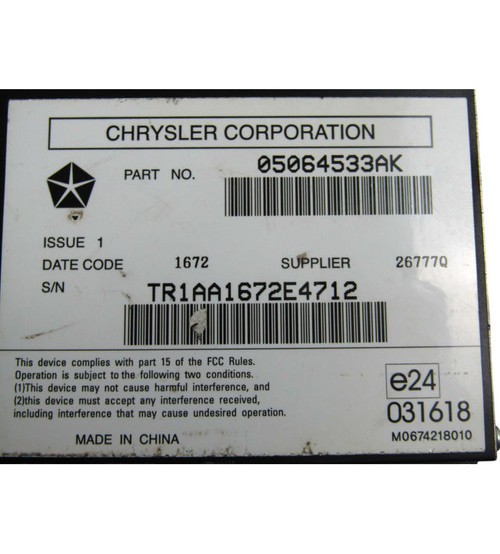 CHRYSLER CORPORATION
PART NO. 05064533AK
ISSUE 1
DATE CODE 1672 SUPPLIER 26777Q
S/N TR1AA1672E4712
This device complies with part 15 of the FCC Rules.
Operation is subject to the following two conditions.
(1)This device may not cause harmful interference, and
(2)this device must accept any interference received,
including interference that may cause undesired operation.
e24
031618
MADE IN CHINA
M0674218010